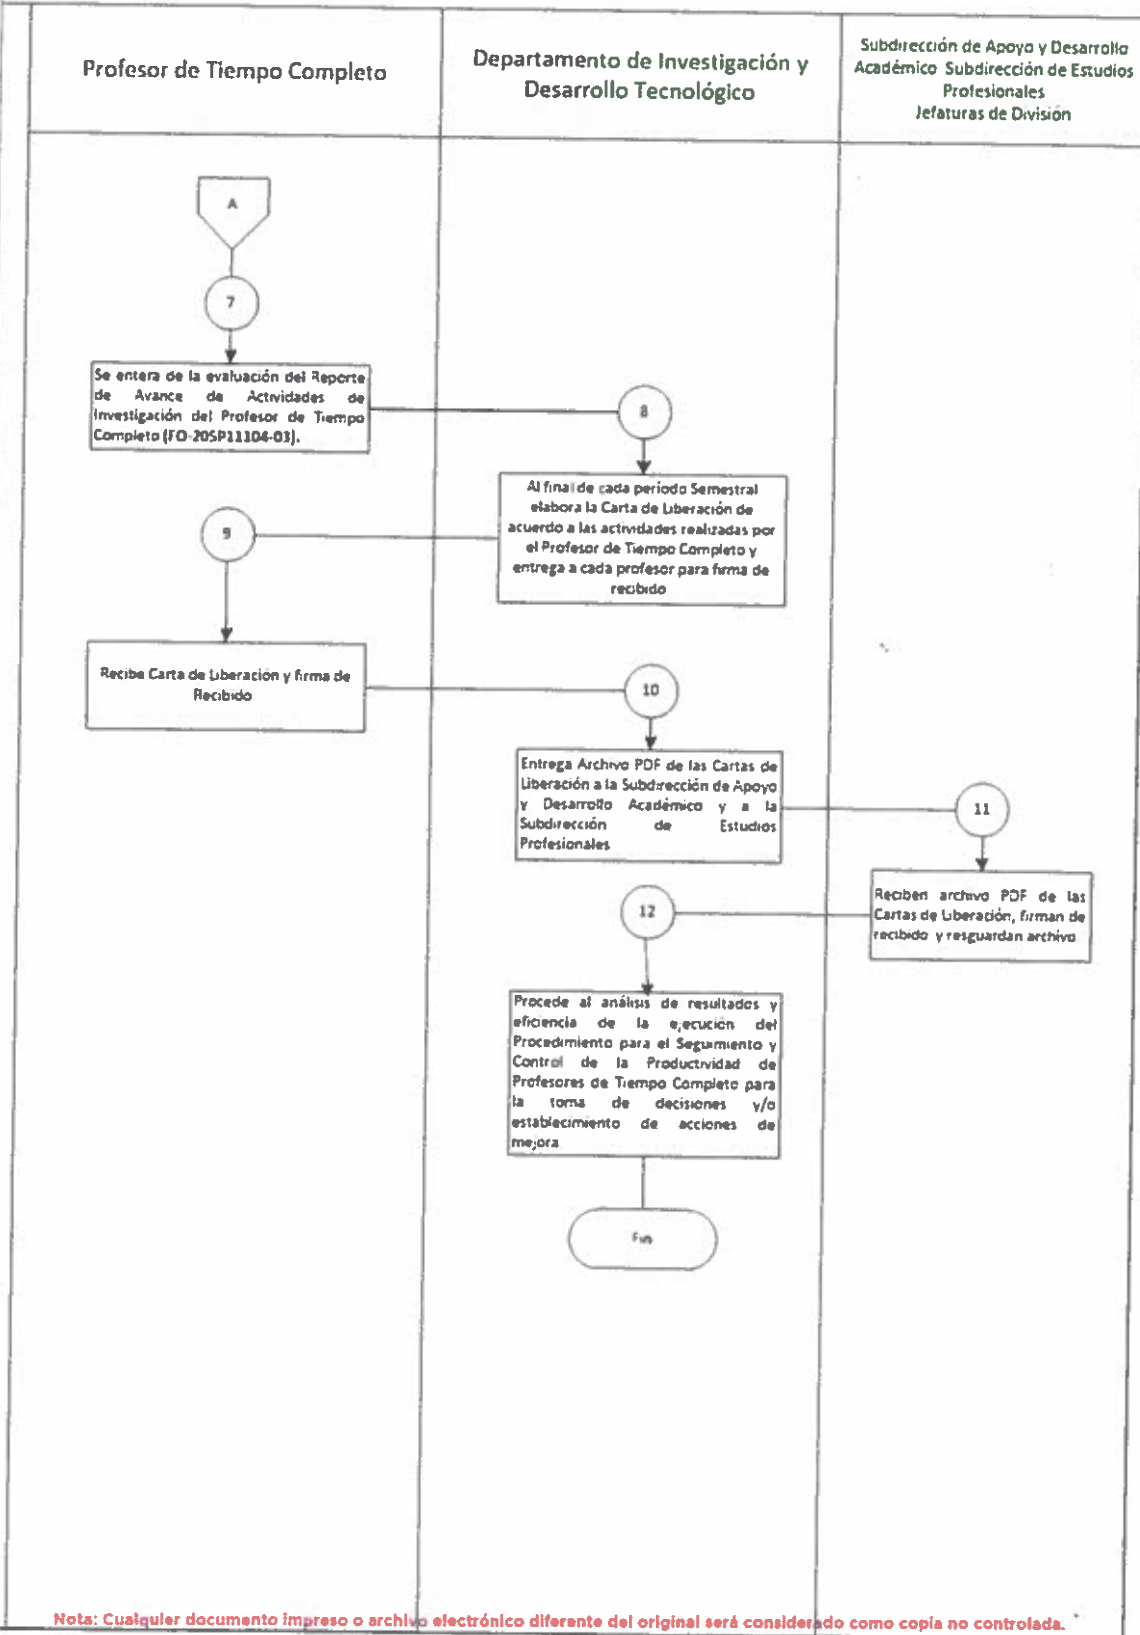 Profesor de Tiempo Completo
Departamento de Investigación y
Desarrollo Tecnológico
Subdirección de Apoyo y Desarrollo
Académico Subdirección de Estudios
Profesionales
Jefaturas de División
A
7
Se entera de la evaluación del Reporte
de Avance de Actividades de
Investigación del Profesor de Tiempo
Completo (FO-205P11104-03).
8
Al final de cada período Semestral
elabora la Carta de Liberación de
acuerdo a las actividades realizadas por
el Profesor de Tiempo Completo y
entrega a cada profesor para firma de
recibido
9
Recibe Carta de Liberación y firma de
Recibido
10
Entrega Archivo PDF de las Cartas de
Liberación a la Subdirección de Apoyo
y Desarrollo Académico y a la
Subdirección de Estudios
Profesionales
11
Reciben archivo PDF de las
Cartas de Liberación, firman de
recibido y resguardan archivo
12
Procede al análisis de resultados y
eficiencia de la ejecución del
Procedimiento para el Seguimiento y
Control de la Productividad de
Profesores de Tiempo Completo para
la toma de decisiones y/o
establecimiento de acciones de
mejora
Fin
Nota: Cualquier documento impreso o archivo electrónico diferente del original será considerado como copia no controlada.